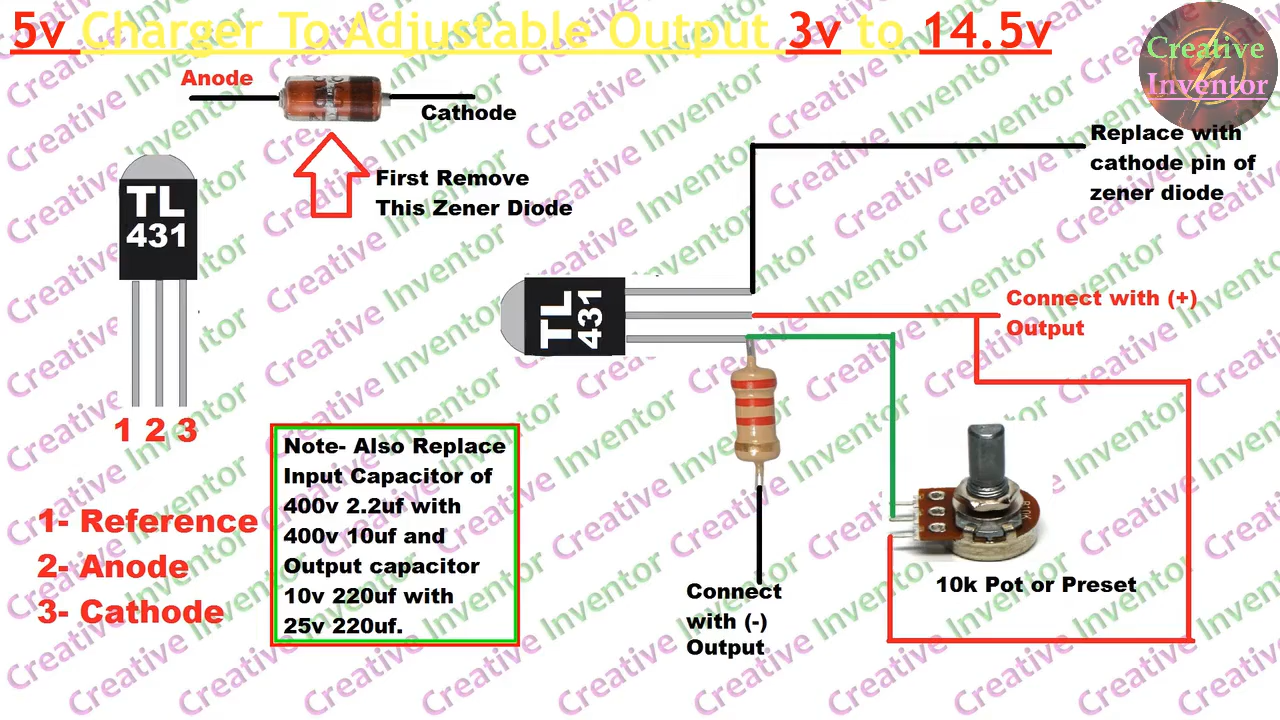 5v Charger To Adjustable Output 3v to 14.5v
Creative
Inventor
Anode
Cathode
First Remove
This Zener Diode
Replace with
cathode pin of
zener diode
TL
431
1 2 3
1- Reference
2- Anode
3- Cathode
TL
431
Connect with (+)
Output
Note- Also Replace
Input Capacitor of
400v 2.2uf with
400v 10uf and
Output capacitor
10v 220uf with
25v 220uf.
Connect
with (-)
Output
10k Pot or Preset
Creative Inventor